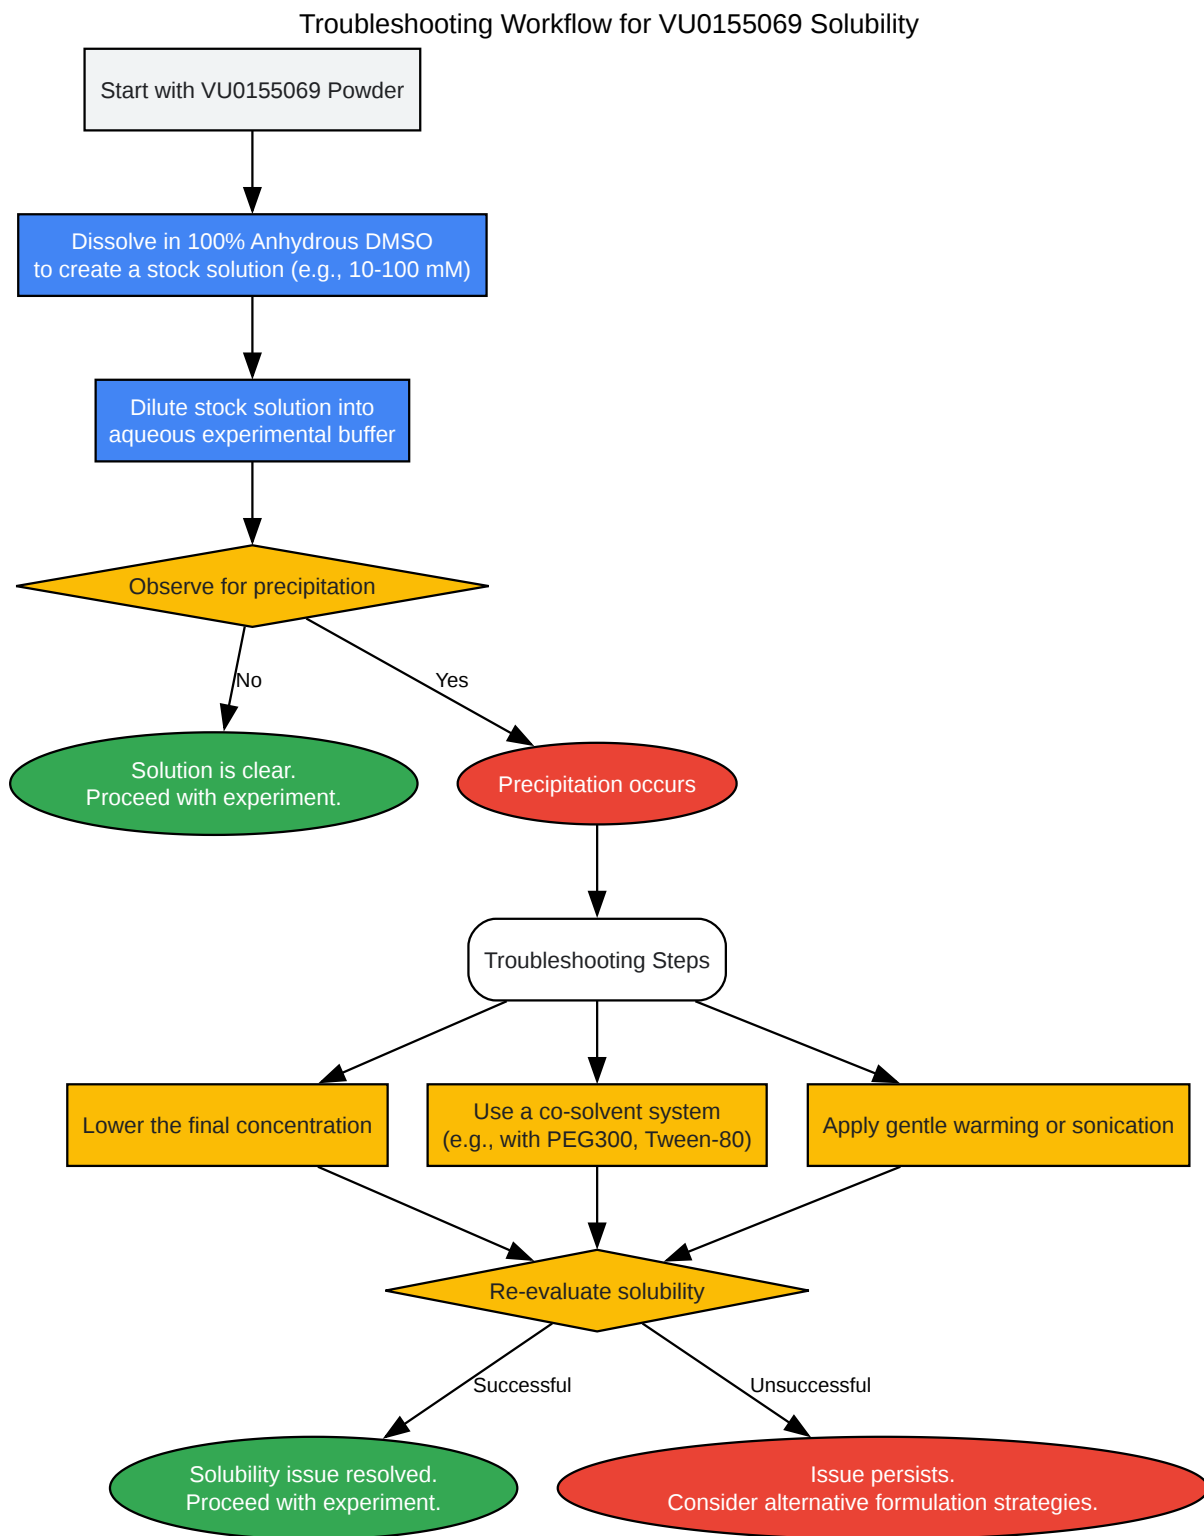 Troubleshooting Workflow for VU0155069 Solubility
Start with VU0155069 Powder
Dissolve in 100% Anhydrous DMSO
to create a stock solution (e.g., 10-100 mM)
Dilute stock solution into
aqueous experimental buffer
Observe for precipitation
No
Yes
Solution is clear.
Proceed with experiment.
Precipitation occurs
Troubleshooting Steps
Lower the final concentration
Use a co-solvent system
(e.g., with PEG300, Tween-80)
Apply gentle warming or sonication
Re-evaluate solubility
Successful
Unsuccessful
Solubility issue resolved.
Proceed with experiment.
Issue persists.
Consider alternative formulation strategies.